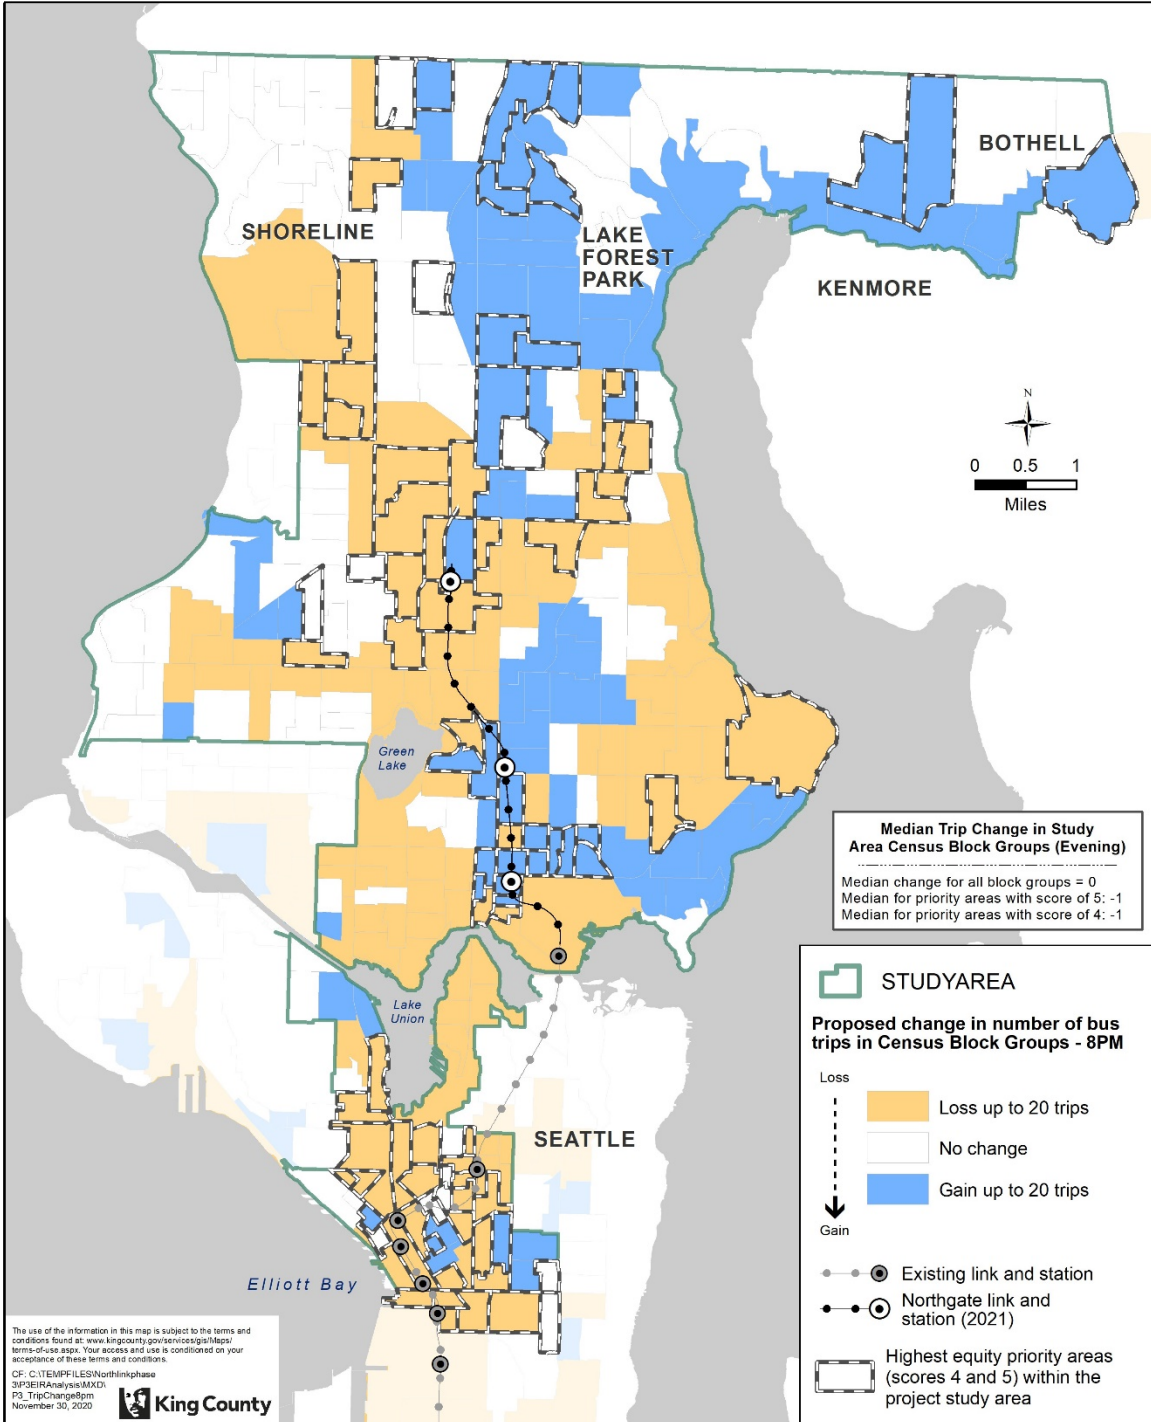 BOTHELL
SHORELINE
LAKE
FOREST
PARK
KENMORE
N
0 0.5 1
Miles
Green
Lake
Median Trip Change in Study
Area Census Block Groups (Evening)
Median change for all block groups = 0
Median for priority areas with score of 5: -1
Median for priority areas with score of 4: -1
STUDYAREA
Proposed change in number of bus
trips in Census Block Groups - 8PM
Loss
Loss up to 20 trips
No change
Gain up to 20 trips
Gain
Existing link and station
Northgate link and
station (2021)
Highest equity priority areas
(scores 4 and 5) within the
project study area
Lake
Union
SEATTLE
Elliott Bay
The use of the information in this map is subject to the terms and
conditions found at: www.kingcounty.gov/services/gis/Maps/
terms-of-use.aspx. Your access and use is conditioned on your
acceptance of these terms and conditions.
CF: C:\TEMPFILES\Northlinkphase
3\P3EIRAnalysis\MXD\
P3_TripChange8pm
November 30, 2020
King County